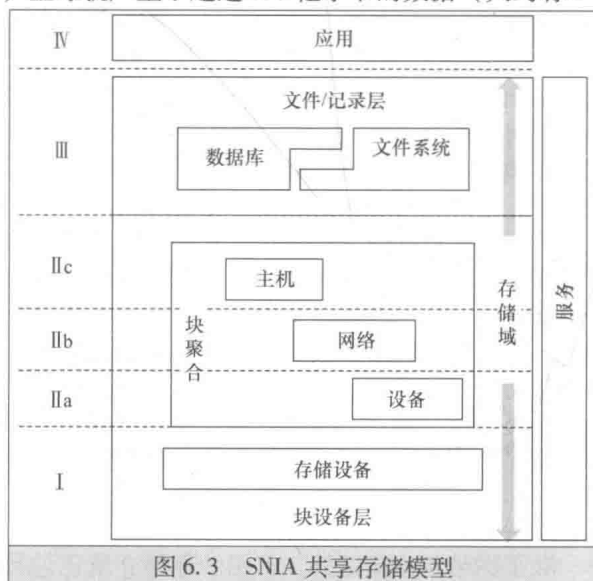 Ⅳ
应用
文件/记录层
Ⅲ
数据库
文件系统
Ⅱc
主机
存储域
服务
块聚合
Ⅱb
网络
Ⅱa
设备
Ⅰ
存储设备
块设备层
图6.3 SNIA 共享存储模型